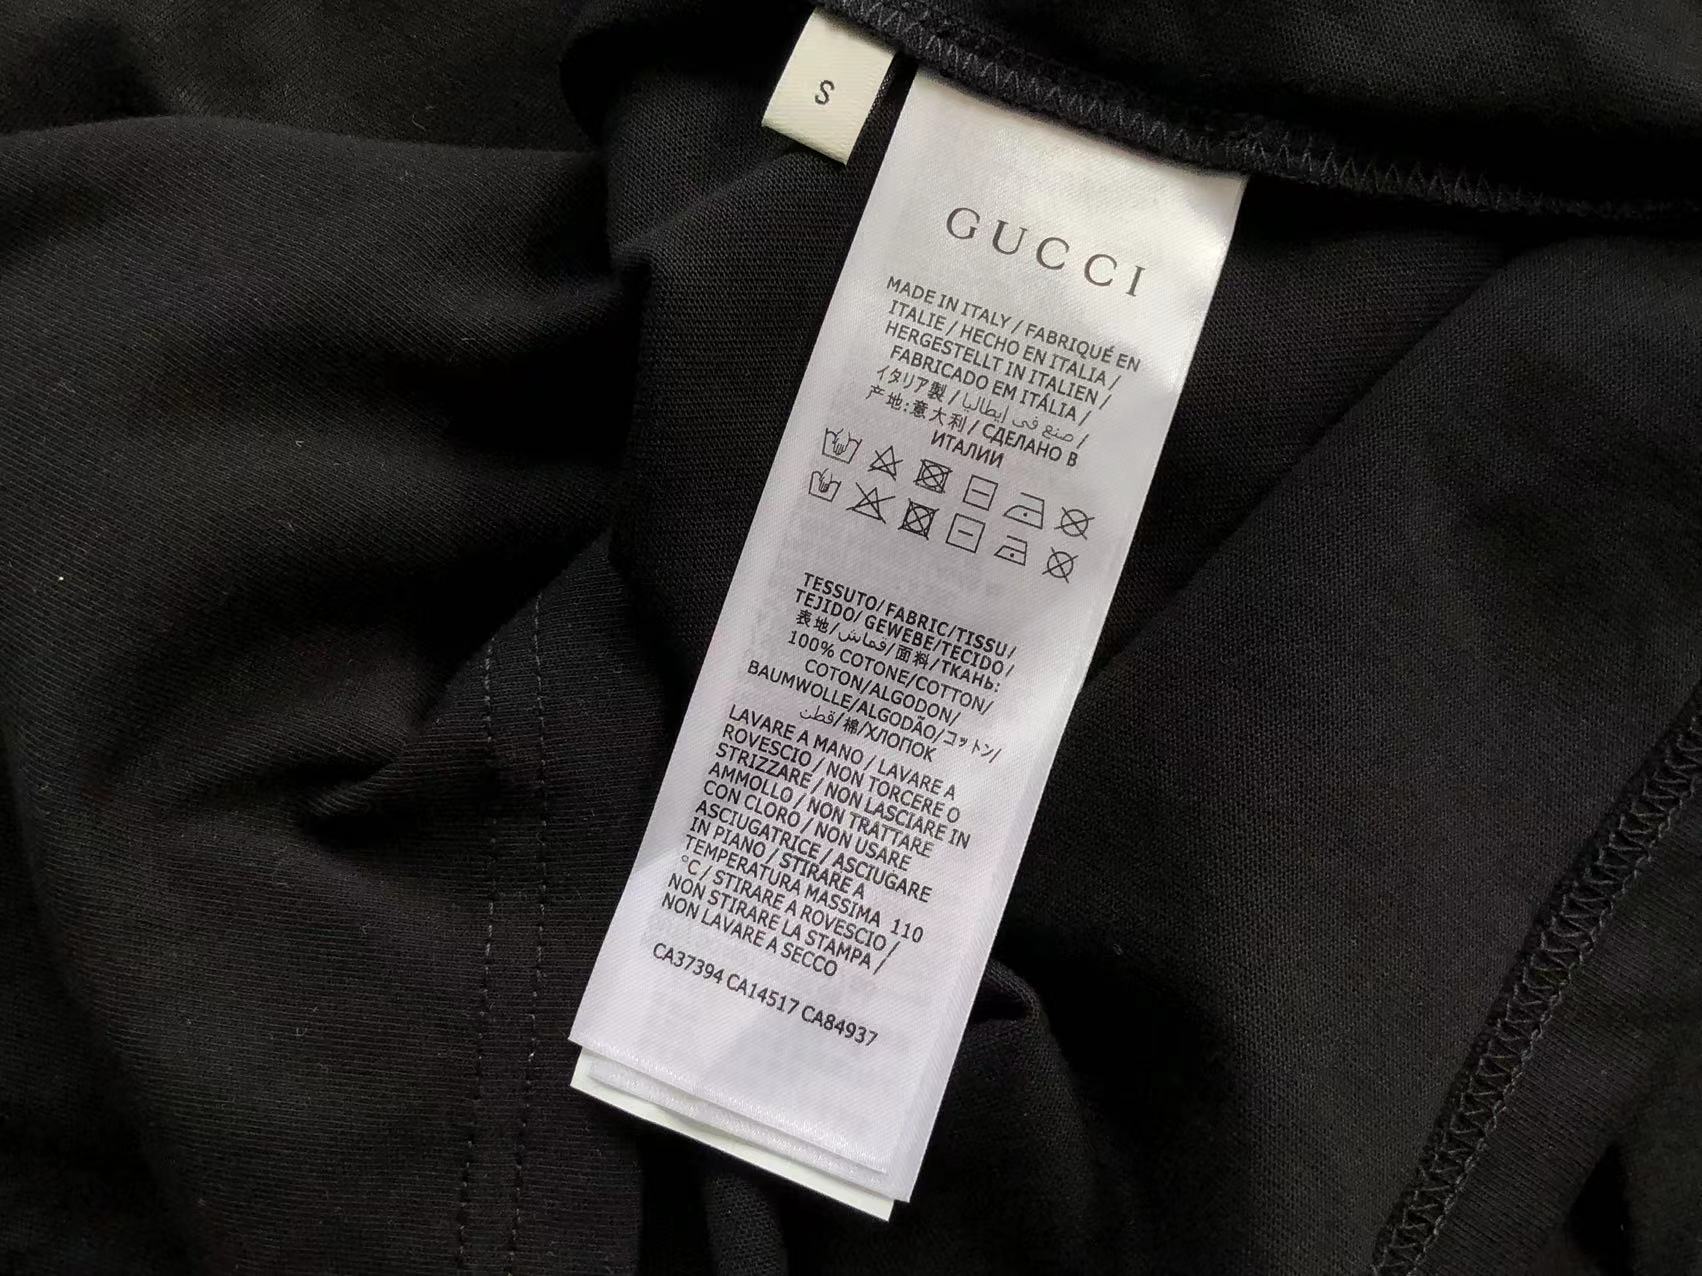 S
GUCCI
MADE IN ITALY / FABRIQUÉ EN
ITALIE / HECHO EN ITALIA /
HERGESTELLT IN ITALIEN /
FABRICADO EM ITÁLIA /
イタリア製 / صنع في إيطاليا /
产地:意大利 / СДЕЛАНО В
ИТАЛИИ
TESSUTO/FABRIC/TISSU/
TEJIDO/GEWEBE/TECIDO/
表地/قماش/面料/ТКАНЬ:
100% COTONE/COTTON/
COTON/ALGODON/
BAUMWOLLE/ALGODÃO/コットン/
قطن/棉/ХЛОПОК
LAVARE A MANO / LAVARE A
ROVESCIO / NON TORCERE O
STRIZZARE / NON LASCIARE IN
AMMOLLO / NON TRATTARE
CON CLORO / NON USARE
ASCIUGATRICE / ASCIUGARE
IN PIANO / STIRARE A
TEMPERATURA MASSIMA 110
°C / STIRARE A ROVESCIO /
NON STIRARE LA STAMPA /
NON LAVARE A SECCO
CA37394 CA14517 CA84937